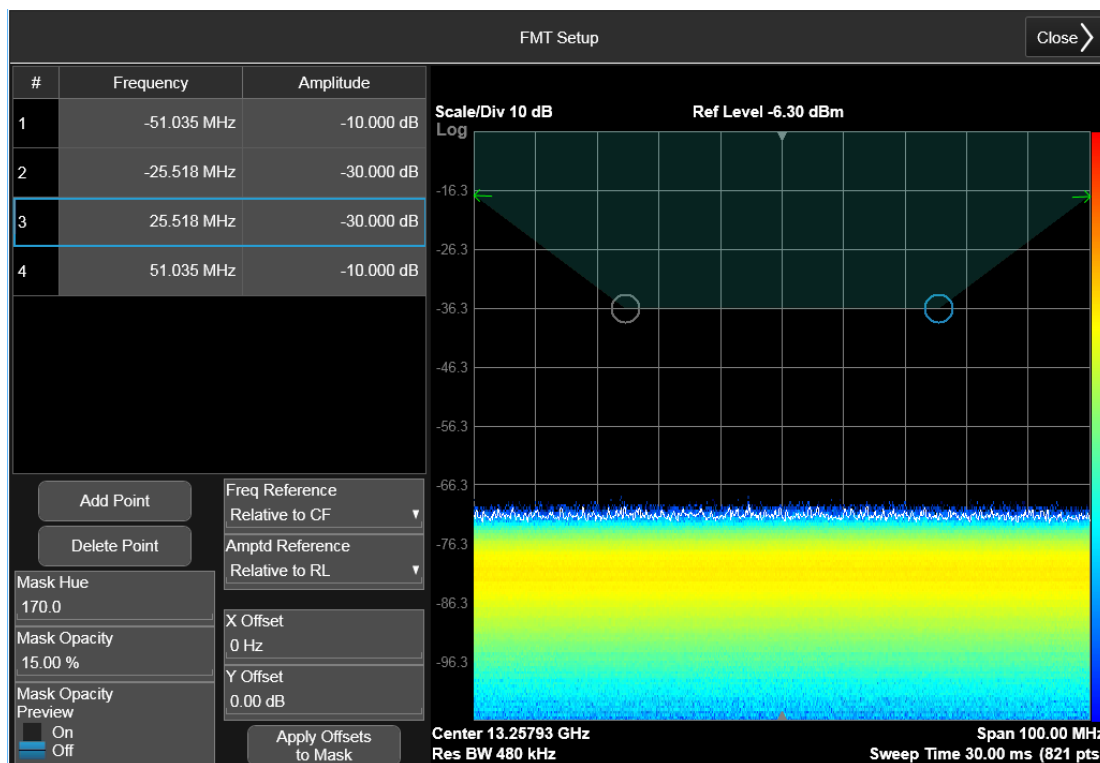 FMT Setup
Close
# Frequency Amplitude
1 -51.035 MHz -10.000 dB
2 -25.518 MHz -30.000 dB
3 25.518 MHz -30.000 dB
4 51.035 MHz -10.000 dB
Add Point
Delete Point
Mask Hue
170.0
Mask Opacity
15.00 %
Mask Opacity
Preview
On
Off
Freq Reference
Relative to CF
Amptd Reference
Relative to RL
X Offset
0 Hz
Y Offset
0.00 dB
Apply Offsets
to Mask
Scale/Div 10 dB Ref Level -6.30 dBm
Log
-16.3
-26.3
-36.3
-46.3
-56.3
-66.3
-76.3
-86.3
-96.3
Center 13.25793 GHz Span 100.00 MHz
Res BW 480 kHz Sweep Time 30.00 ms (821 pts